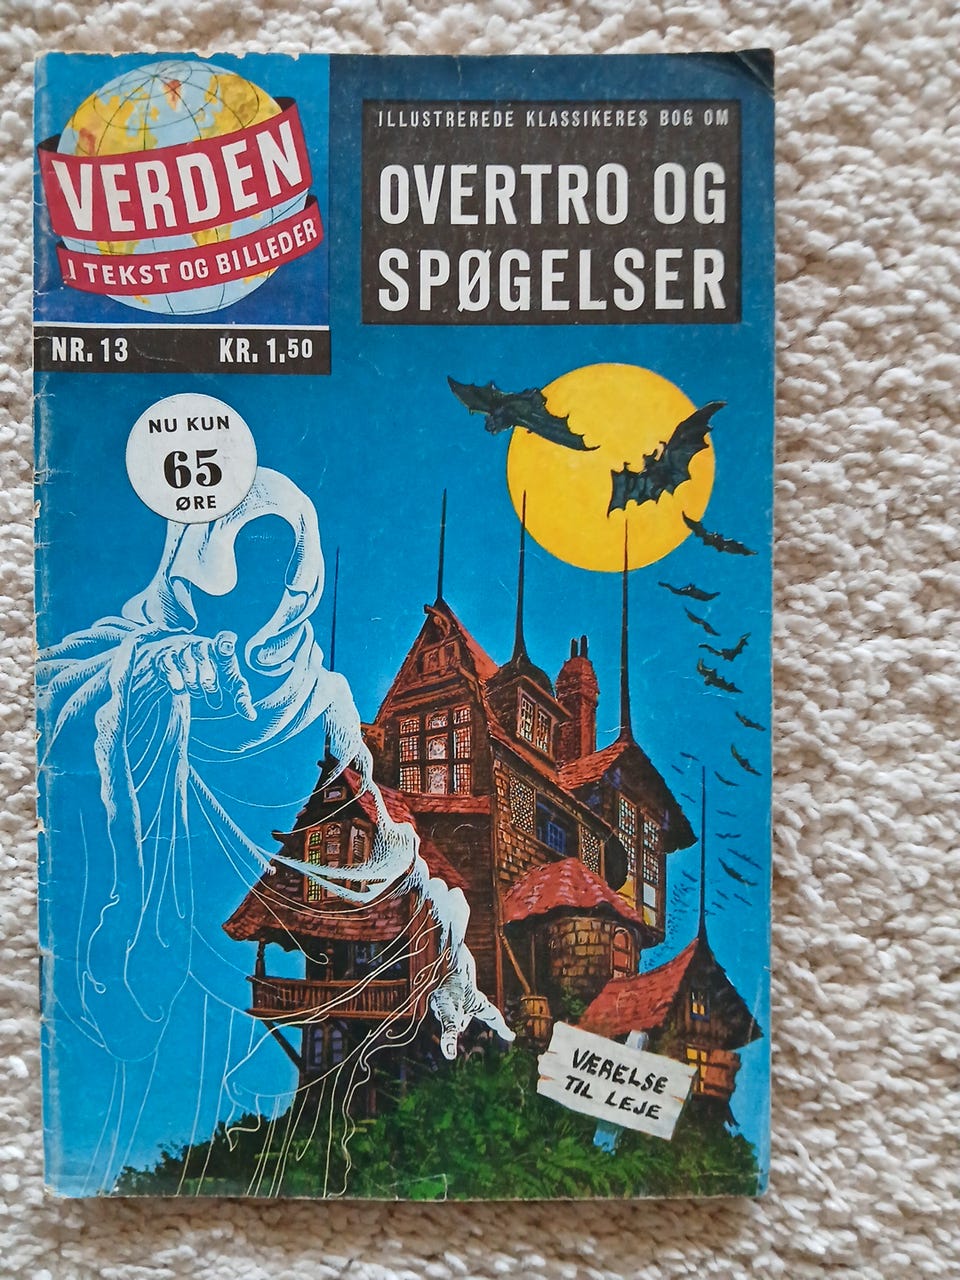 VERDEN
I TEKST OG BILLEDER
NR. 13 KR. 1.50
ILLUSTREREDE KLASSIKERES BOG OM
OVERTRO OG
SPØGELSER
NU KUN
65
ØRE
VÆRELSE
TIL LEJE